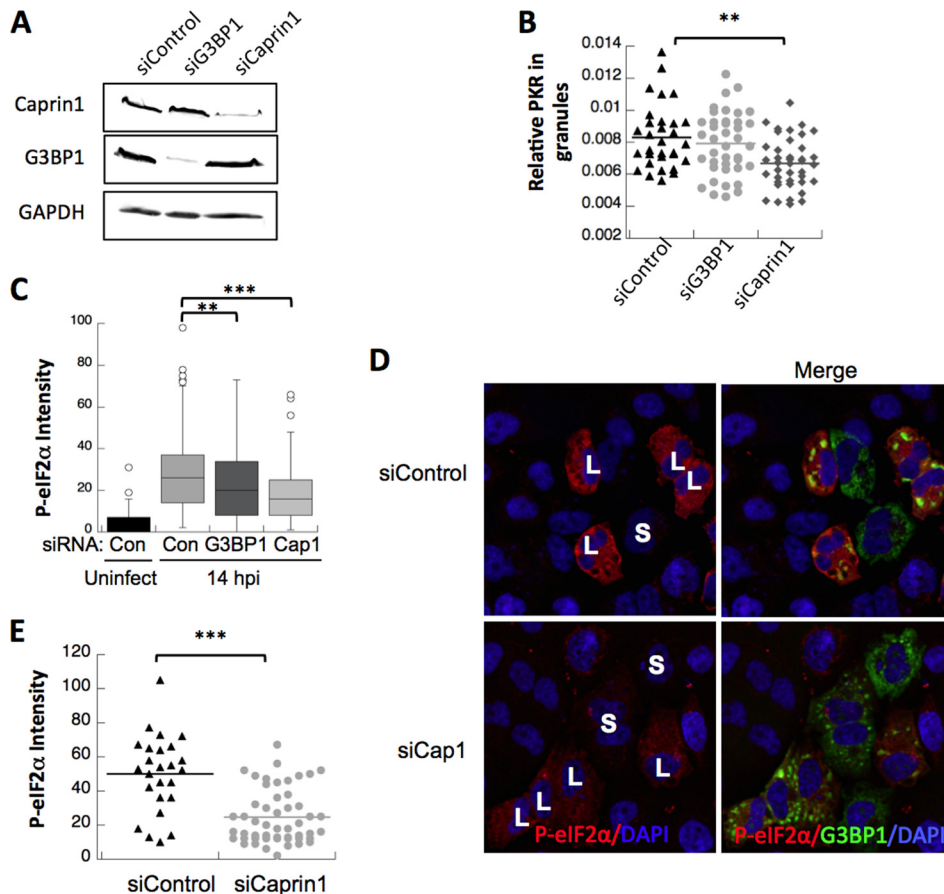 A
siControl
siG3BP1
siCaprin1
Caprin1
G3BP1
GAPDH
B
**
Relative PKR in
granules
0.014
0.012
0.01
0.008
0.006
0.004
0.002
siControl
siG3BP1
siCaprin1
C
***
**
P-eIF2α Intensity
100
80
60
40
20
0
siRNA: Con Con G3BP1 Cap1
Uninfect 14 hpi
D
Merge
siControl
L
L
L
L
S
siCap1
S
S
L
L
L
L
P-eIF2α/DAPI
P-eIF2α/G3BP1/DAPI
E
***
P-eIF2α Intensity
120
100
80
60
40
20
0
siControl siCaprin1